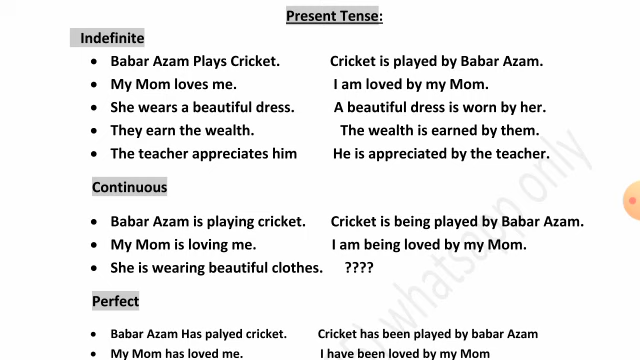 Present Tense:
Indefinite
• Babar Azam Plays Cricket. Cricket is played by Babar Azam.
• My Mom loves me. I am loved by my Mom.
• She wears a beautiful dress. A beautiful dress is worn by her.
• They earn the wealth. The wealth is earned by them.
• The teacher appreciates him He is appreciated by the teacher.
Continuous
• Babar Azam is playing cricket. Cricket is being played by Babar Azam.
• My Mom is loving me. I am being loved by my Mom.
• She is wearing beautiful clothes. ????
Perfect
• Babar Azam Has palyed cricket. Cricket has been played by babar Azam
• My Mom has loved me. I have been loved by my Mom
whatsapp only